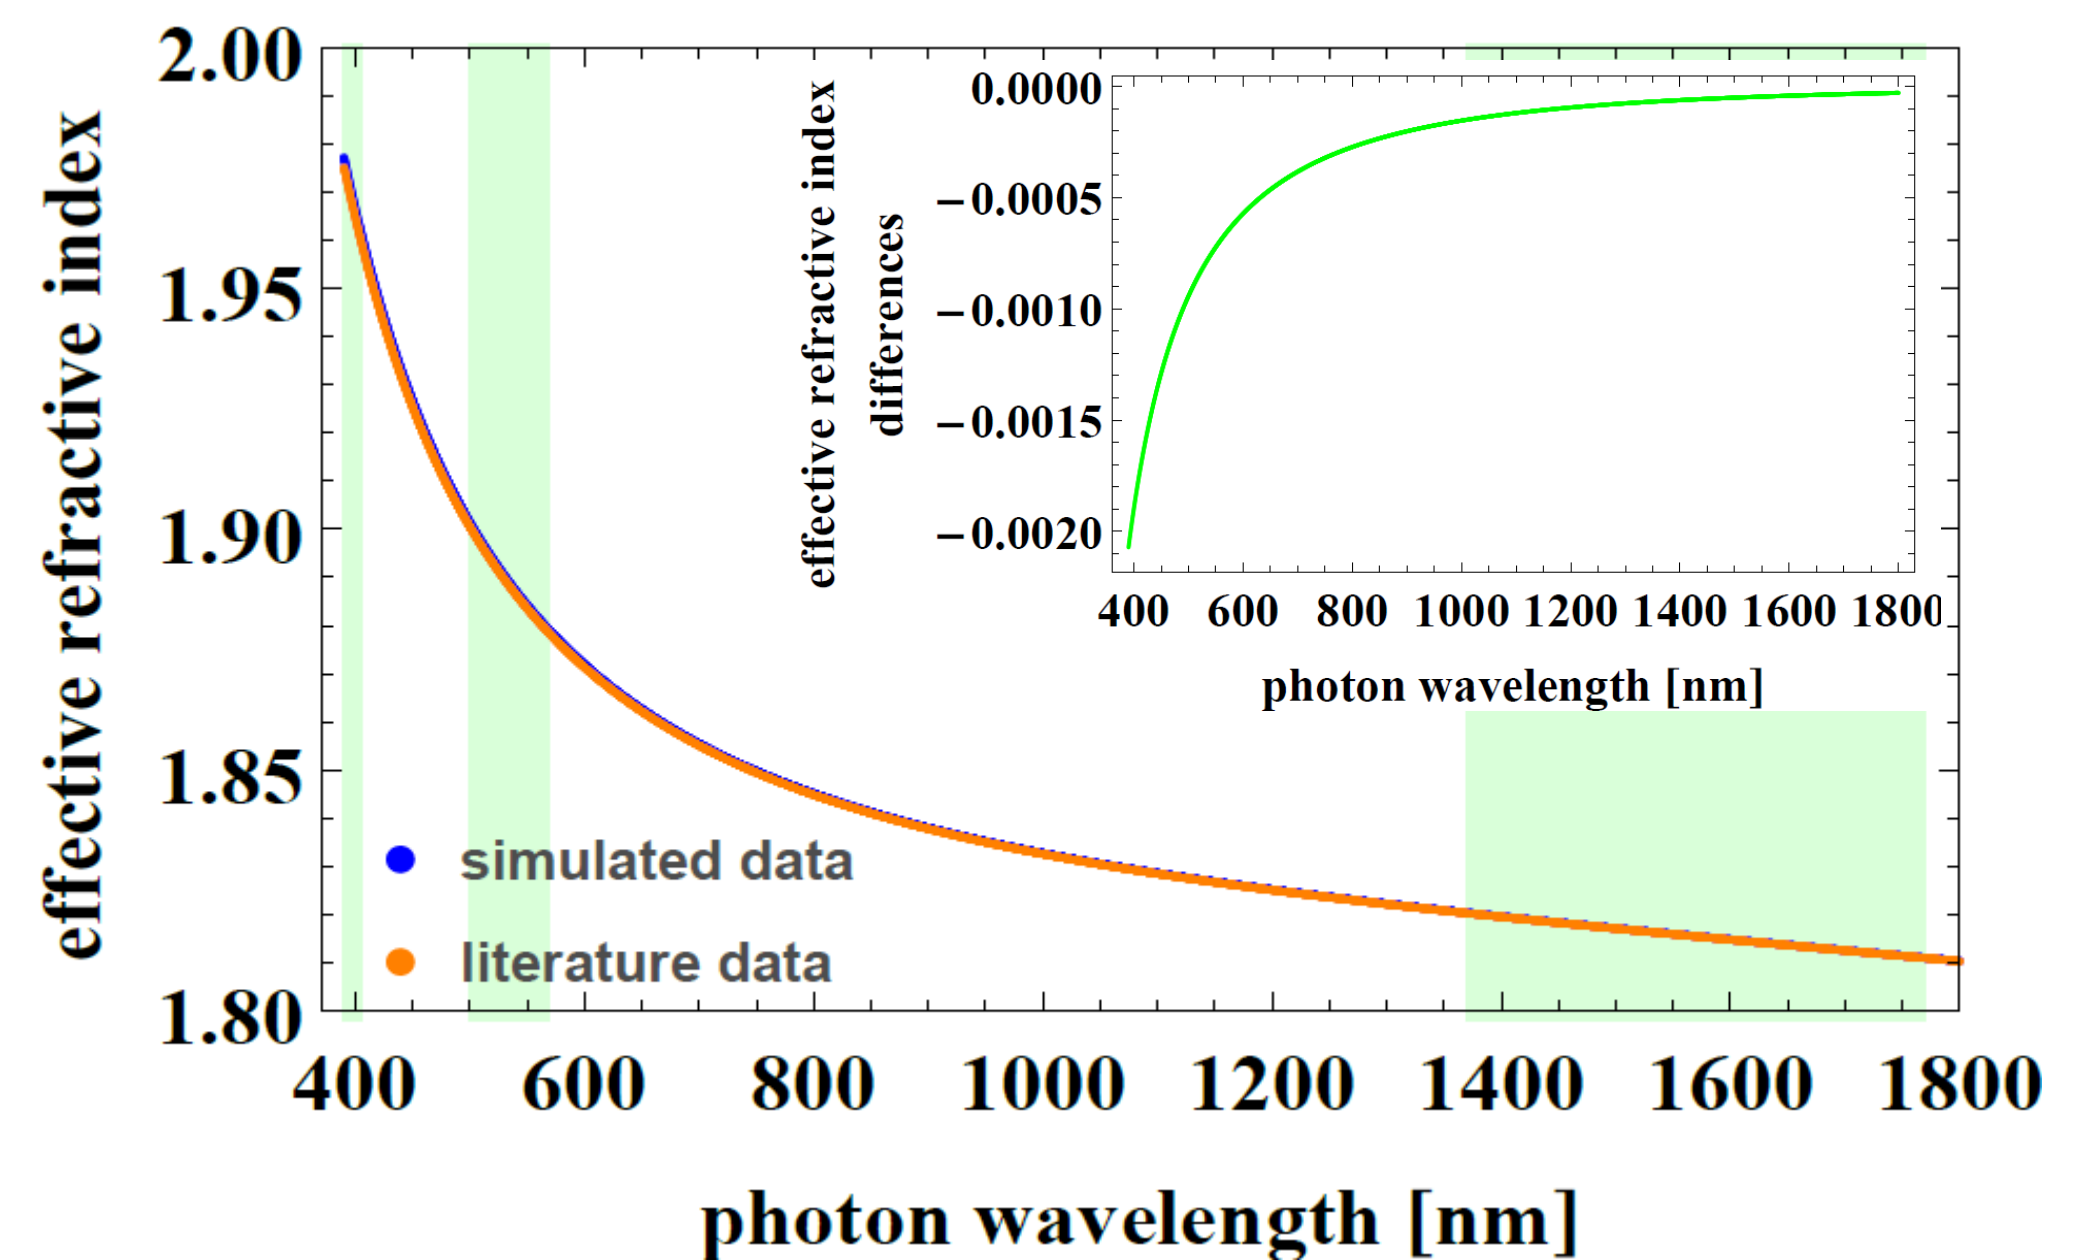 effective refractive index
2.00
1.95
1.90
1.85
1.80
400 600 800 1000 1200 1400 1600 1800
photon wavelength [nm]
simulated data
literature data
effective refractive index
differences
0.0000
−0.0005
−0.0010
−0.0015
−0.0020
400 600 800 1000 1200 1400 1600 1800
photon wavelength [nm]